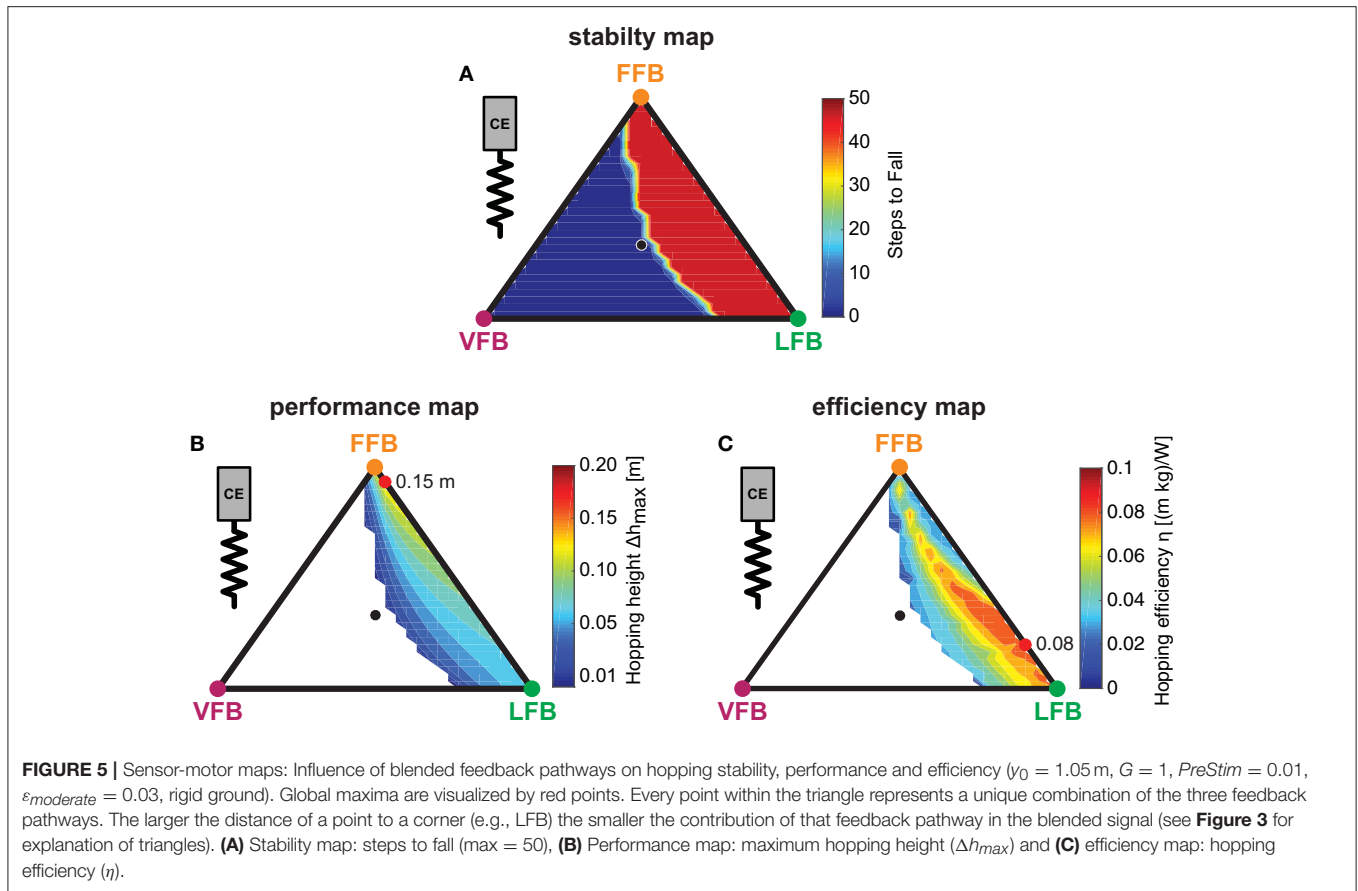 stabilty map
A
FFB
CE
VFB
LFB
50
40
30
20
10
0
Steps to Fall
performance map
B
FFB
0.15 m
CE
VFB
LFB
0.20
0.15
0.10
0.05
0.01
Hopping height Δh_max [m]
efficiency map
C
FFB
CE
0.08
VFB
LFB
0.1
0.08
0.06
0.04
0.02
0
Hopping efficiency η [(m kg)/W]
FIGURE 5 | Sensor-motor maps: Influence of blended feedback pathways on hopping stability, performance and efficiency (y₀ = 1.05 m, G = 1, PreStim = 0.01,
ε_moderate = 0.03, rigid ground). Global maxima are visualized by red points. Every point within the triangle represents a unique combination of the three feedback
pathways. The larger the distance of a point to a corner (e.g., LFB) the smaller the contribution of that feedback pathway in the blended signal (see Figure 3 for
explanation of triangles). (A) Stability map: steps to fall (max = 50), (B) Performance map: maximum hopping height (Δh_max) and (C) efficiency map: hopping
efficiency (η).